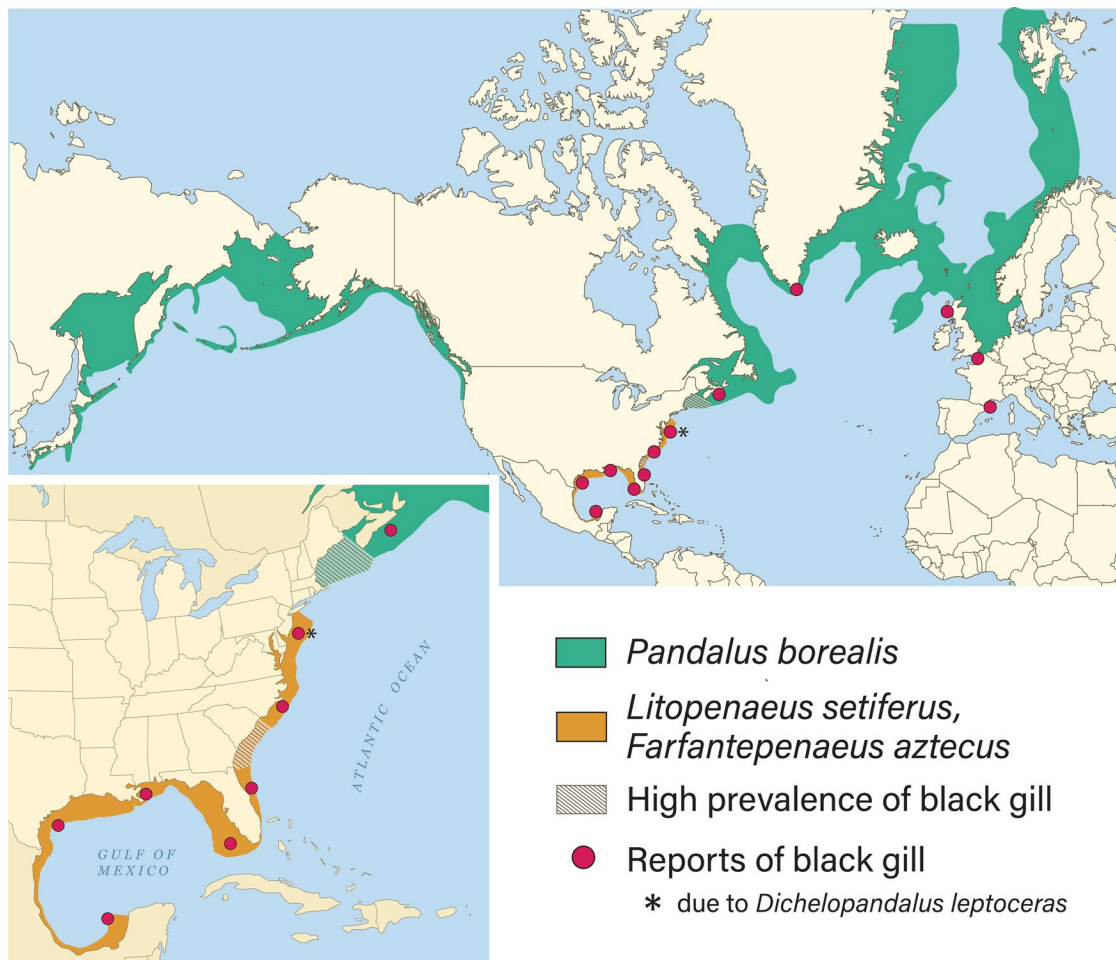 ATLANTIC OCEAN
GULF OF
MEXICO
*
*
Pandalus borealis
Litopenaeus setiferus,
Farfantepenaeus aztecus
High prevalence of black gill
Reports of black gill
* due to Dichelopandalus leptoceras